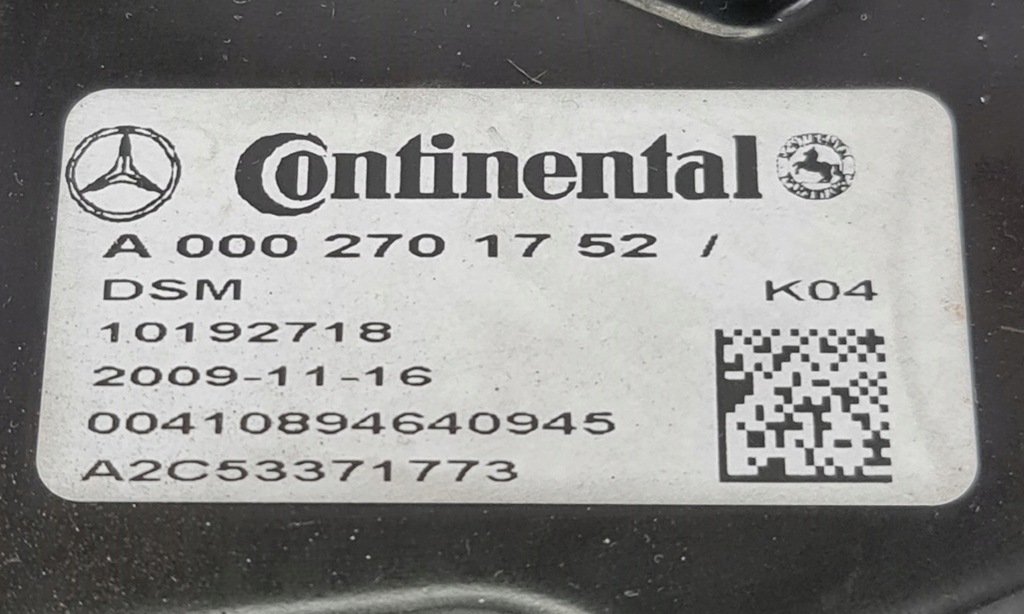 Continental
A 000 270 17 52 /
DSM
K04
10192718
2009-11-16
00410894640945
A2C53371773